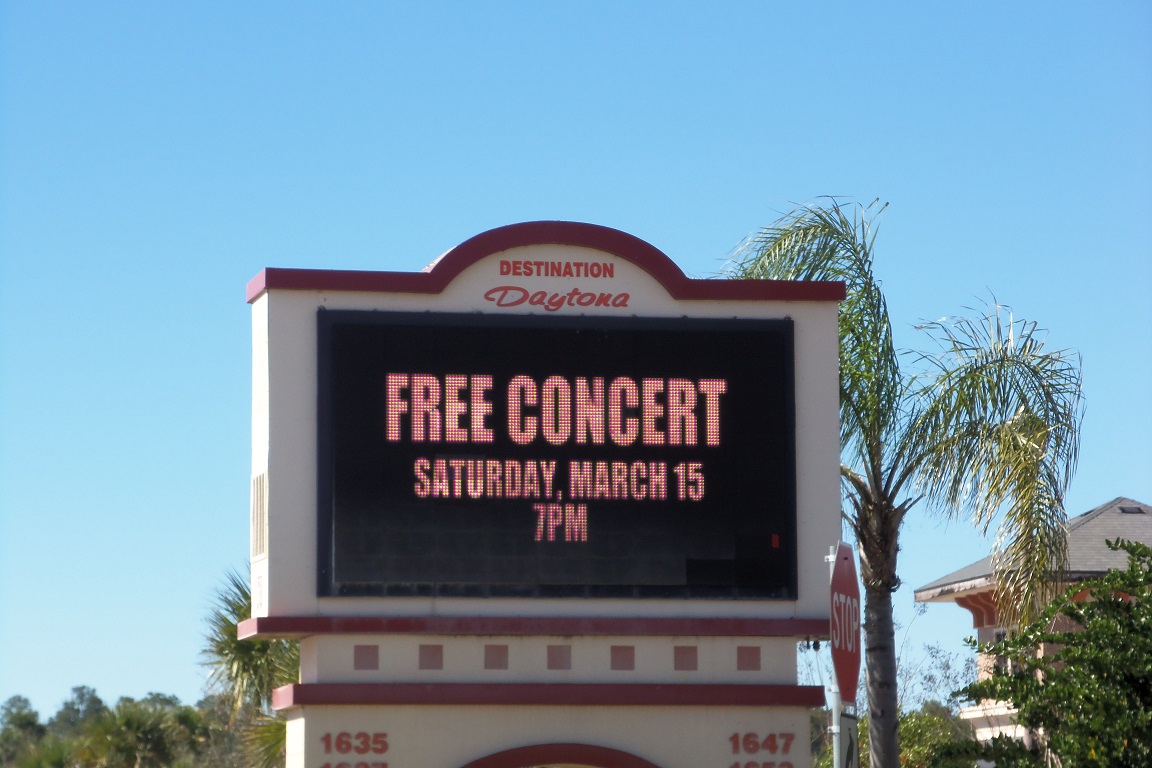 DESTINATION
Daytona
FREE CONCERT
SATURDAY, MARCH 15
7PM
STOP
1635
1647